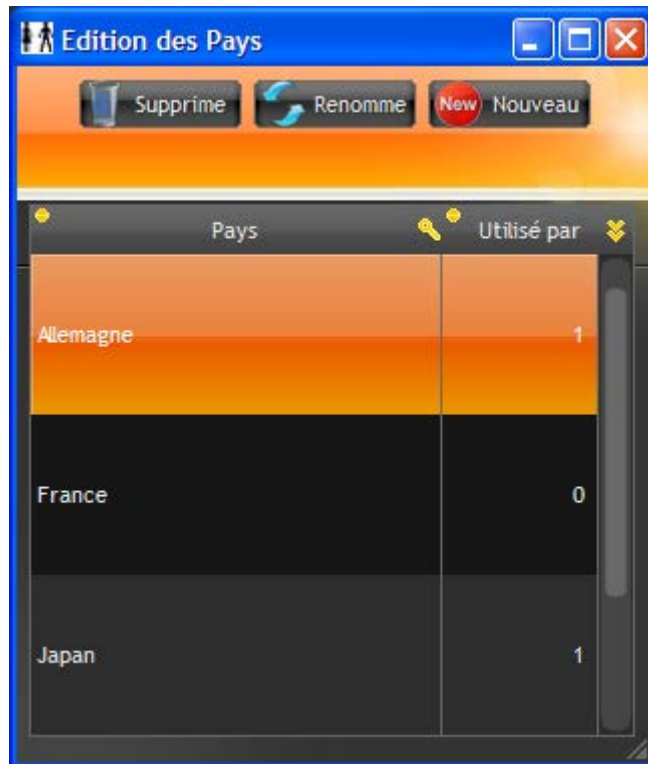 Edition des Pays
Supprime Renomme New Nouveau
Pays Utilisé par
Allemagne 1
France 0
Japan 1